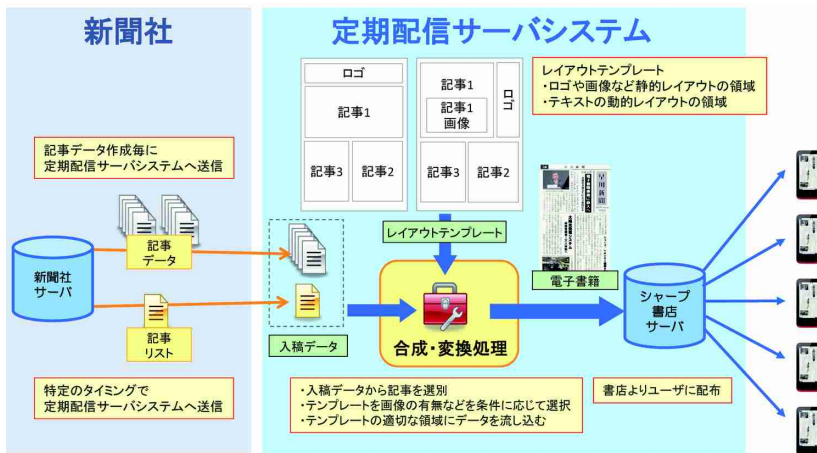 新聞社
定期配信サーバシステム
記事データ作成毎に
定期配信サーバシステムへ送信
ロゴ
記事1
記事3
記事2
記事1
記事1
画像
ロゴ
記事3
記事2
レイアウトテンプレート
・ロゴや画像など静的レイアウトの領域
・テキストの動的レイアウトの領域
記事
データ
レイアウトテンプレート
早川新聞
電子書籍
新聞社
サーバ
記事
リスト
入稿データ
合成・変換処理
シャープ
書店
サーバ
特定のタイミングで
定期配信サーバシステムへ送信
・入稿データから記事を選別
・テンプレートを画像の有無などを条件に応じて選択
・テンプレートの適切な領域にデータを流し込む
書店よりユーザに配布